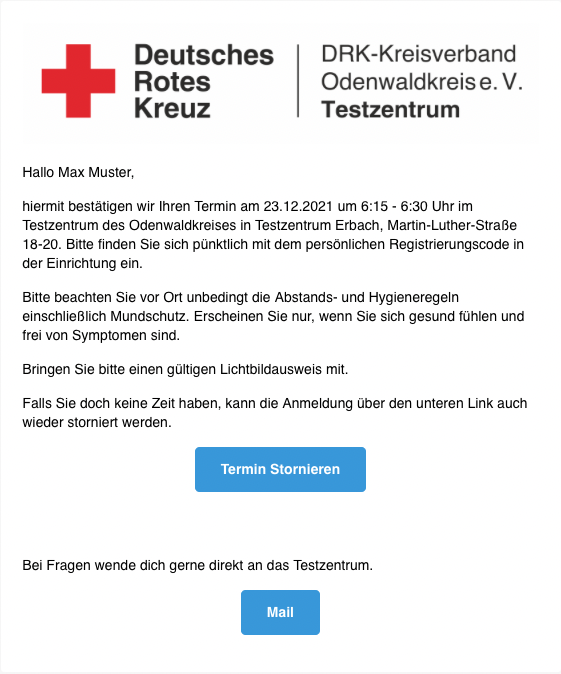 Deutsches
Rotes
Kreuz
DRK-Kreisverband
Odenwaldkreis e. V.
Testzentrum
Hallo Max Muster,
hiermit bestätigen wir Ihren Termin am 23.12.2021 um 6:15 - 6:30 Uhr im
Testzentrum des Odenwaldkreises in Testzentrum Erbach, Martin-Luther-Straße
18-20. Bitte finden Sie sich pünktlich mit dem persönlichen Registrierungscode in
der Einrichtung ein.
Bitte beachten Sie vor Ort unbedingt die Abstands- und Hygieneregeln
einschließlich Mundschutz. Erscheinen Sie nur, wenn Sie sich gesund fühlen und
frei von Symptomen sind.
Bringen Sie bitte einen gültigen Lichtbildausweis mit.
Falls Sie doch keine Zeit haben, kann die Anmeldung über den unteren Link auch
wieder storniert werden.
Termin Stornieren
Bei Fragen wende dich gerne direkt an das Testzentrum.
Mail